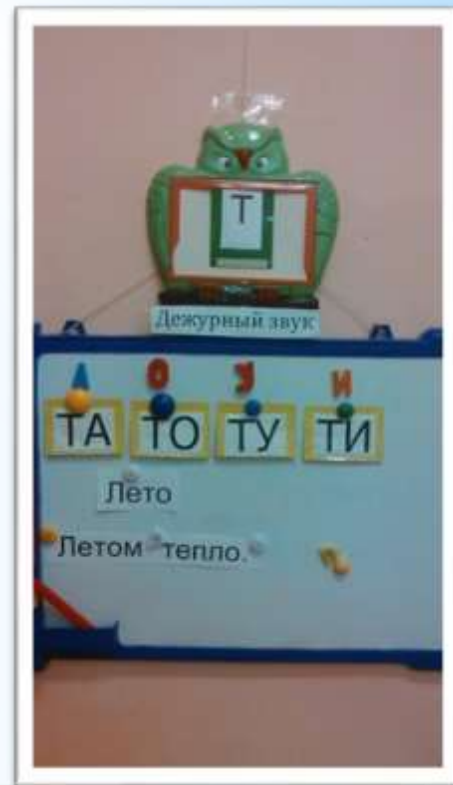 Т
Дежурный звук
А О У И
ТА ТО ТУ ТИ
Лето
Летом тепло.